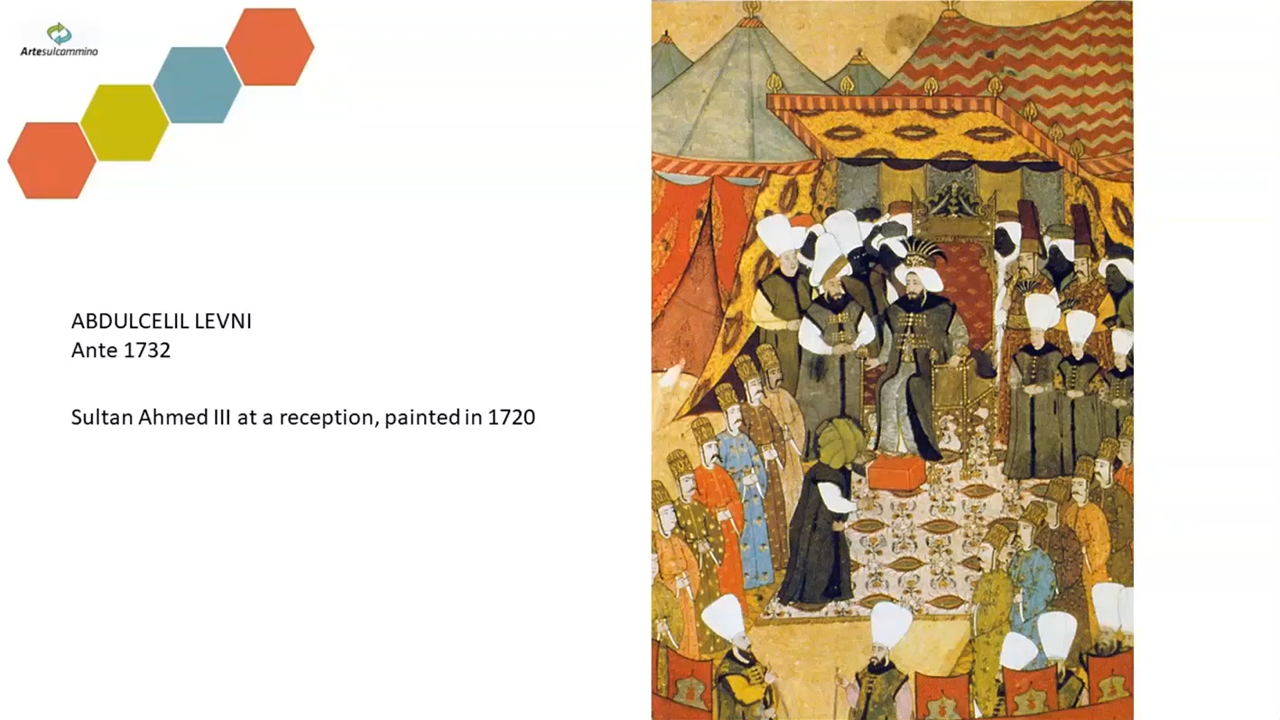 Artesulcammino
ABDULCELIL LEVNI
Ante 1732
Sultan Ahmed III at a reception, painted in 1720